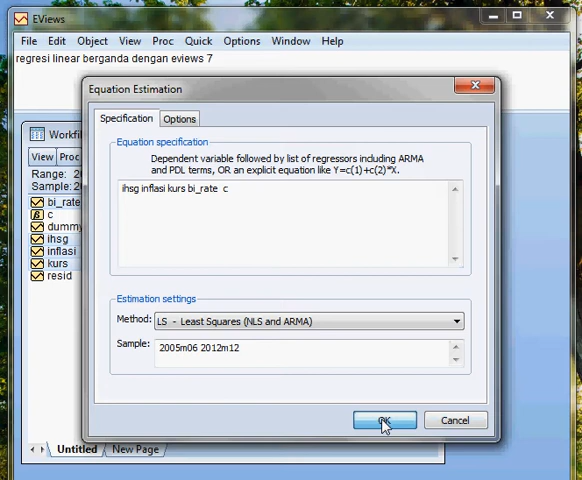 EViews
File Edit Object View Proc Quick Options Window Help
regresi linear berganda dengan eviews 7
Equation Estimation
Specification Options
Workfil
View Proc
Range: 20
Sample: 20
bi_rate
c
dummy
ihsg
inflasi
kurs
resid
Equation specification
Dependent variable followed by list of regressors including ARMA
and PDL terms, OR an explicit equation like Y=c(1)+c(2)*X.
ihsg inflasi kurs bi_rate c
Estimation settings
Method: LS - Least Squares (NLS and ARMA)
Sample: 2005m06 2012m12
OK Cancel
Untitled New Page